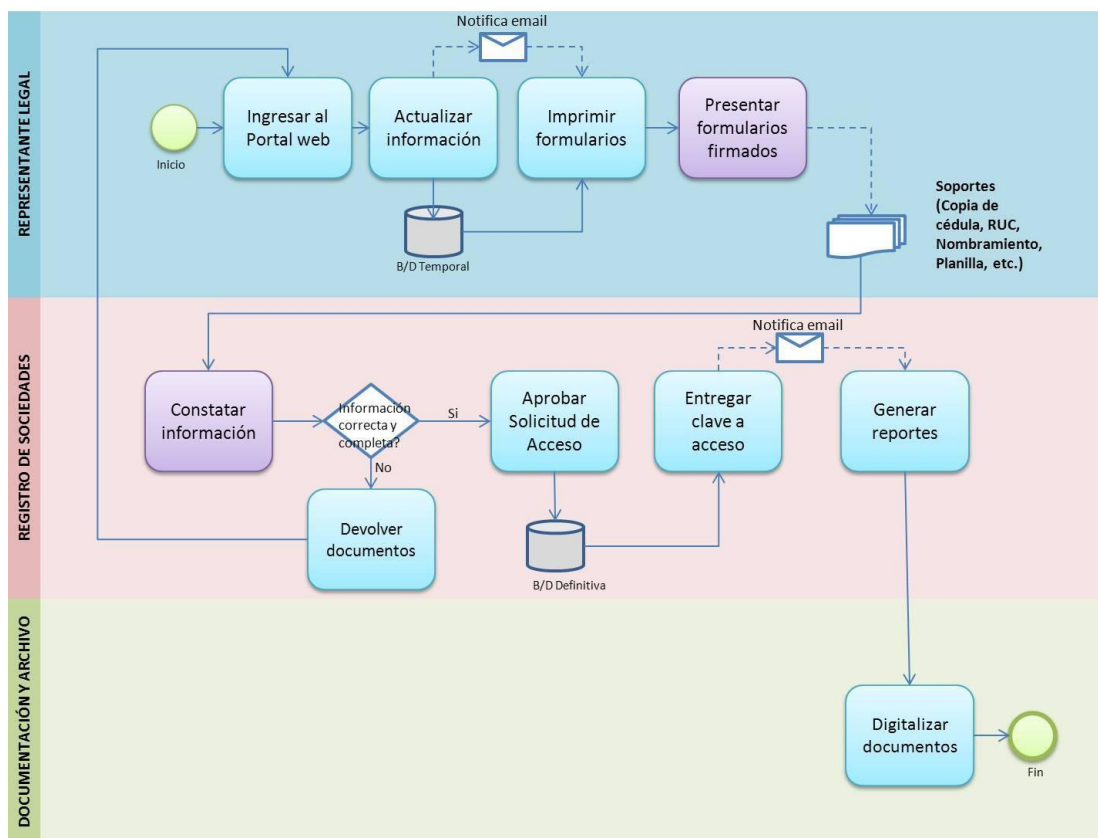 REPRESENTANTE LEGAL
Notifica email
Inicio
Ingresar al
Portal web
Actualizar
información
Imprimir
formularios
Presentar
formularios
firmados
B/D Temporal
Soportes
(Copia de
cédula, RUC,
Nombramiento,
Planilla, etc.)
REGISTRO DE SOCIEDADES
Notifica email
Constatar
información
Información
correcta y
completa?
Si
No
Aprobar
Solicitud de
Acceso
Entregar
clave a
acceso
Generar
reportes
Devolver
documentos
B/D Definitiva
DOCUMENTACIÓN Y ARCHIVO
Digitalizar
documentos
Fin